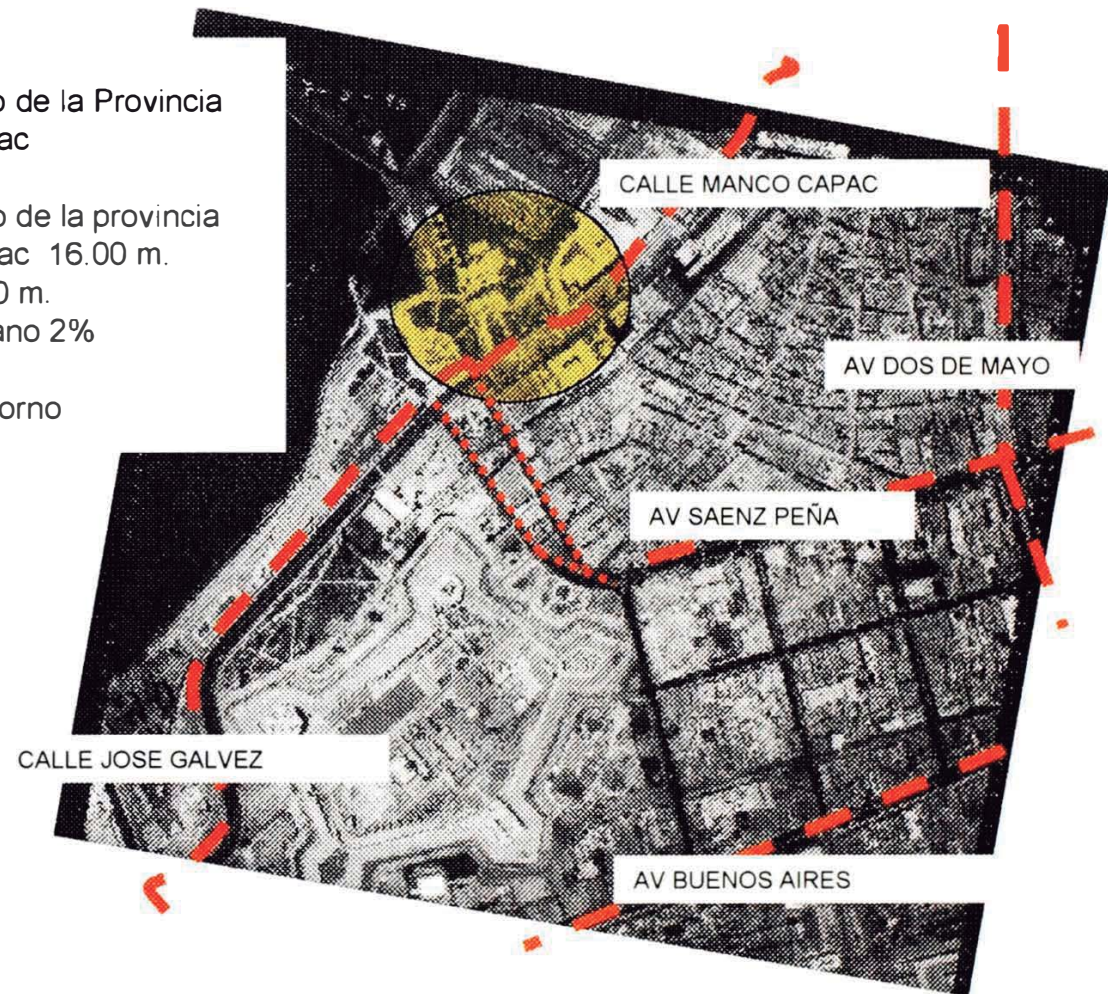 o de la Provincia
ac
o de la provincia
ac 16.00 m.
0 m.
ano 2%
orno
CALLE MANCO CAPAC
AV DOS DE MAYO
AV SAENZ PEÑA
CALLE JOSE GALVEZ
AV BUENOS AIRES